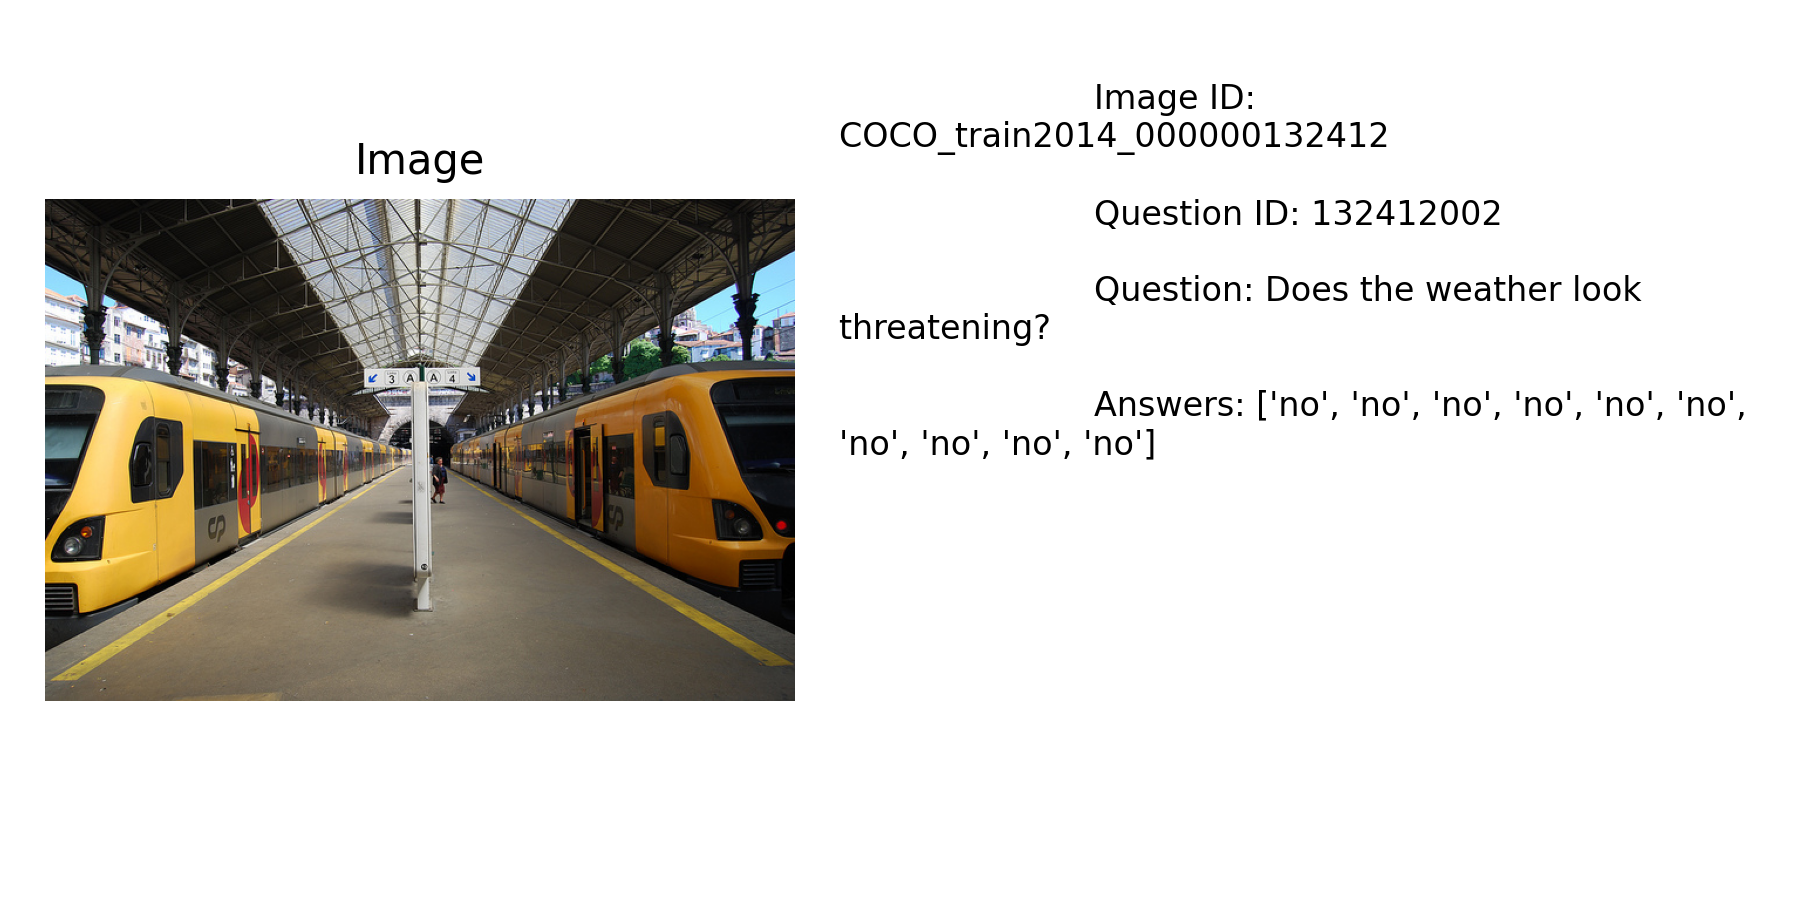 Image
3 A A 4
CP
CP
Image ID:
COCO_train2014_000000132412
Question ID: 132412002
Question: Does the weather look
threatening?
Answers: ['no', 'no', 'no', 'no', 'no', 'no',
'no', 'no', 'no', 'no']